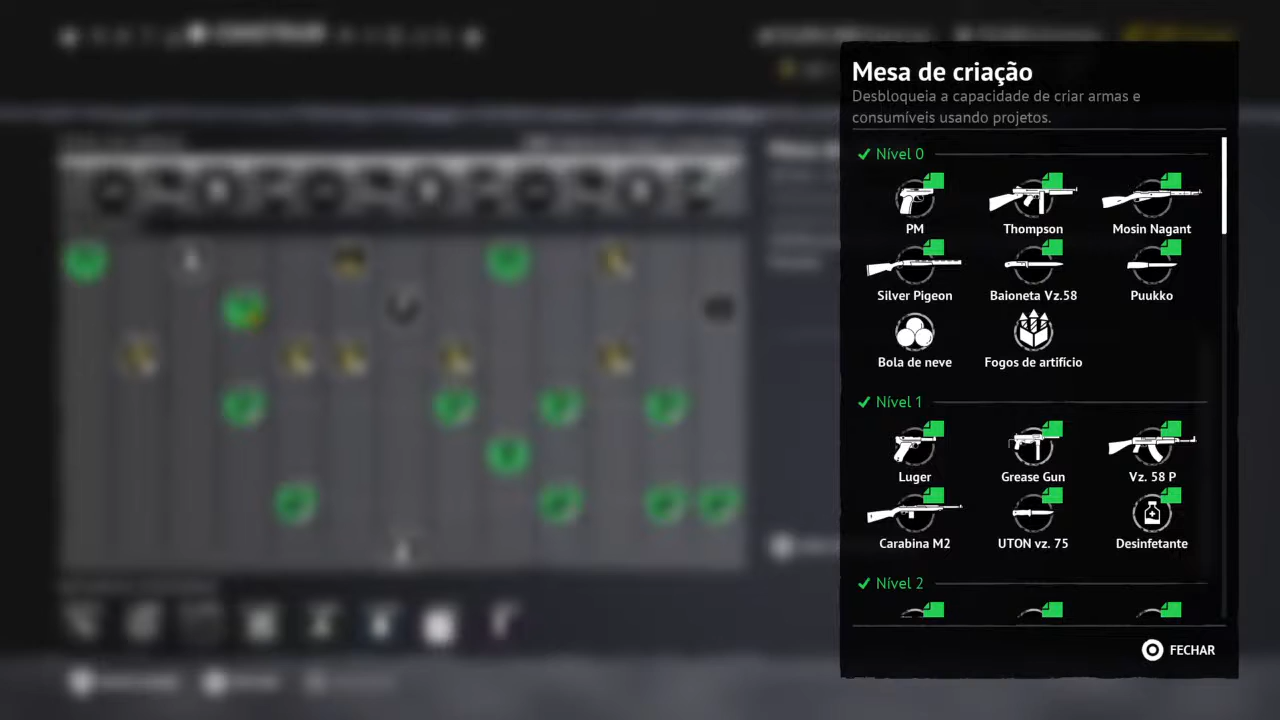 Mesa de criação
Desbloqueia a capacidade de criar armas e
consumíveis usando projetos.
Nível 0
PM Thompson Mosin Nagant
Silver Pigeon Baioneta Vz.58 Puukko
Bola de neve Fogos de artifício
Nível 1
Luger Grease Gun Vz. 58 P
Carabina M2 UTON vz. 75 Desinfetante
Nível 2
FECHAR